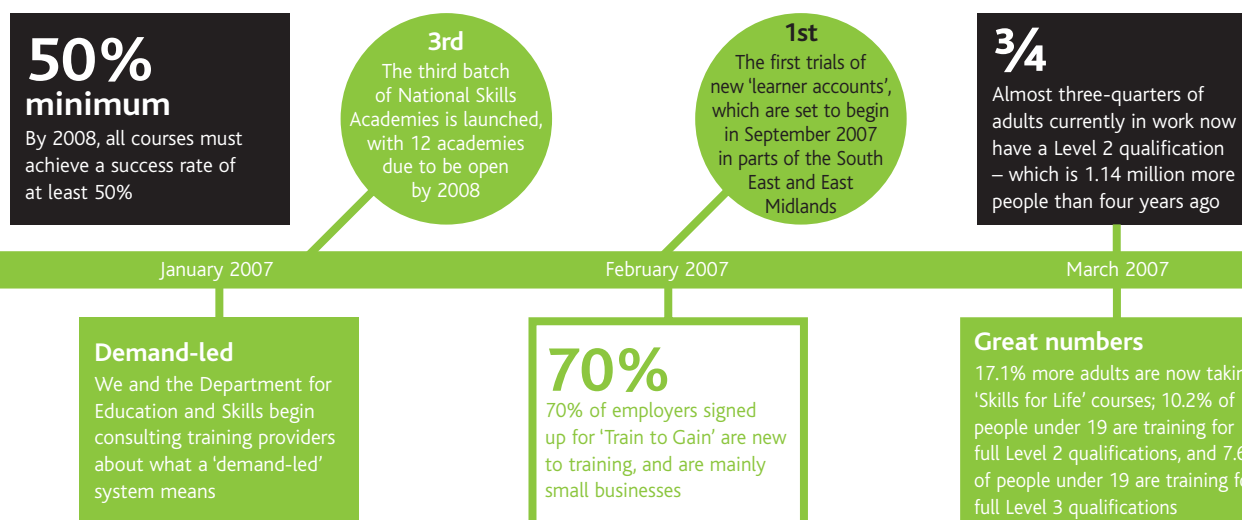 50%
minimum
By 2008, all courses must
achieve a success rate of
at least 50%
3rd
The third batch
of National Skills
Academies is launched,
with 12 academies
due to be open
by 2008
1st
The first trials of
new ‘learner accounts’,
which are set to begin
in September 2007
in parts of the South
East and East
Midlands
¾
Almost three-quarters of
adults currently in work now
have a Level 2 qualification
– which is 1.14 million more
people than four years ago
January 2007
February 2007
March 2007
Demand-led
We and the Department for
Education and Skills begin
consulting training providers
about what a ‘demand-led’
system means
70%
70% of employers signed
up for ‘Train to Gain’ are new
to training, and are mainly
small businesses
Great numbers
17.1% more adults are now
‘Skills for Life’ courses; 10.2% of
people under 19 are training for
full Level 2 qualifications, and
of people under 19 are training
full Level 3 qualifications